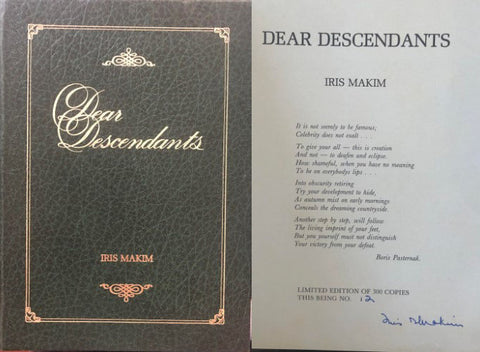 Dear
Descendants
IRIS MAKIM
DEAR DESCENDANTS
IRIS MAKIM
It is not seemly to be famous;
Celebrity does not exalt . . .
To give your all — this is creation
And not — to deafen and eclipse.
How shameful, when you have no meaning
To be on everybodys lips . . .
Into obscurity retiring
Try your development to hide,
As autumn mist on early mornings
Conceals the dreaming countryside.
Another step by step, will follow
The living imprint of your feet,
But you yourself must not distinguish
Your victory from your defeat.
Boris Pasternak.
LIMITED EDITION OF 300 COPIES
THIS BEING NO. 12
Iris Makim